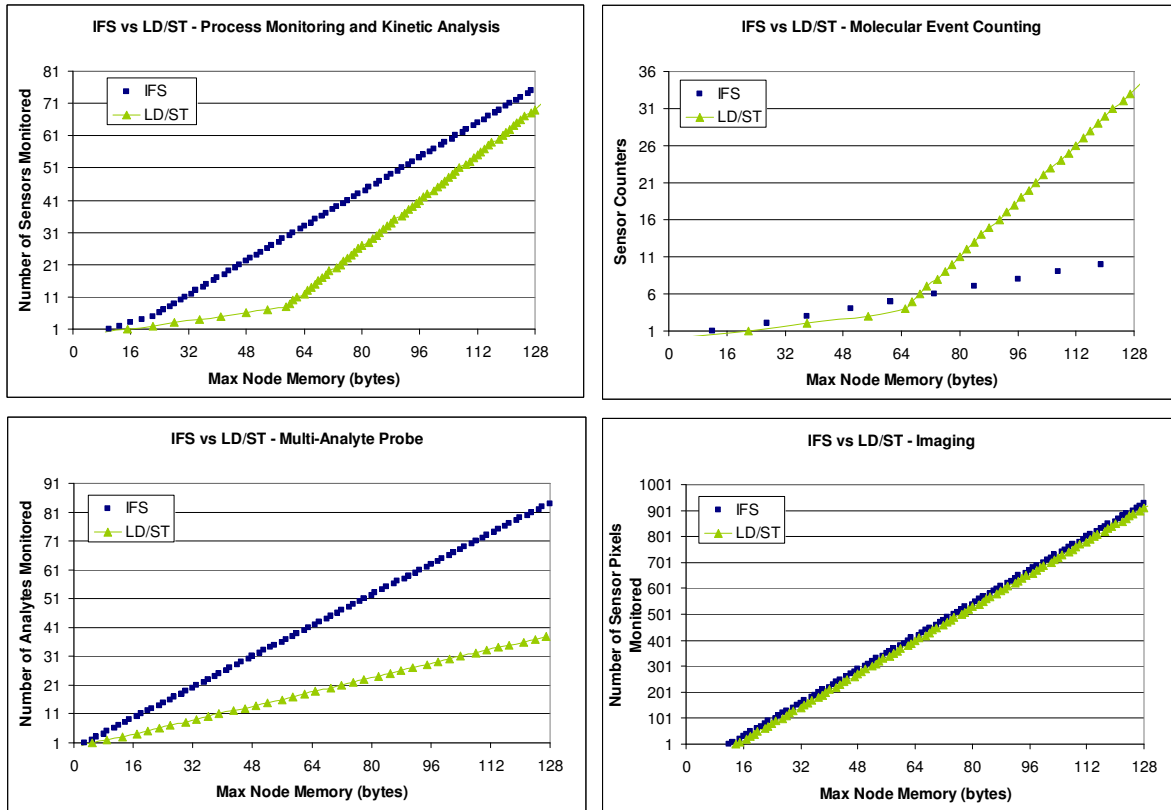 IFS vs LD/ST - Process Monitoring and Kinetic Analysis
Number of Sensors Monitored
81
71
61
51
41
31
21
11
1
IFS
LD/ST
0 16 32 48 64 80 96 112 128
Max Node Memory (bytes)
IFS vs LD/ST - Molecular Event Counting
Sensor Counters
36
31
26
21
16
11
6
1
IFS
LD/ST
0 16 32 48 64 80 96 112 128
Max Node Memory (bytes)
IFS vs LD/ST - Multi-Analyte Probe
Number of Analytes Monitored
91
81
71
61
51
41
31
21
11
1
IFS
LD/ST
0 16 32 48 64 80 96 112 128
Max Node Memory (bytes)
IFS vs LD/ST - Imaging
Number of Sensor Pixels
Monitored
1001
901
801
701
601
501
401
301
201
101
1
IFS
LD/ST
0 16 32 48 64 80 96 112 128
Max Node Memory (bytes)